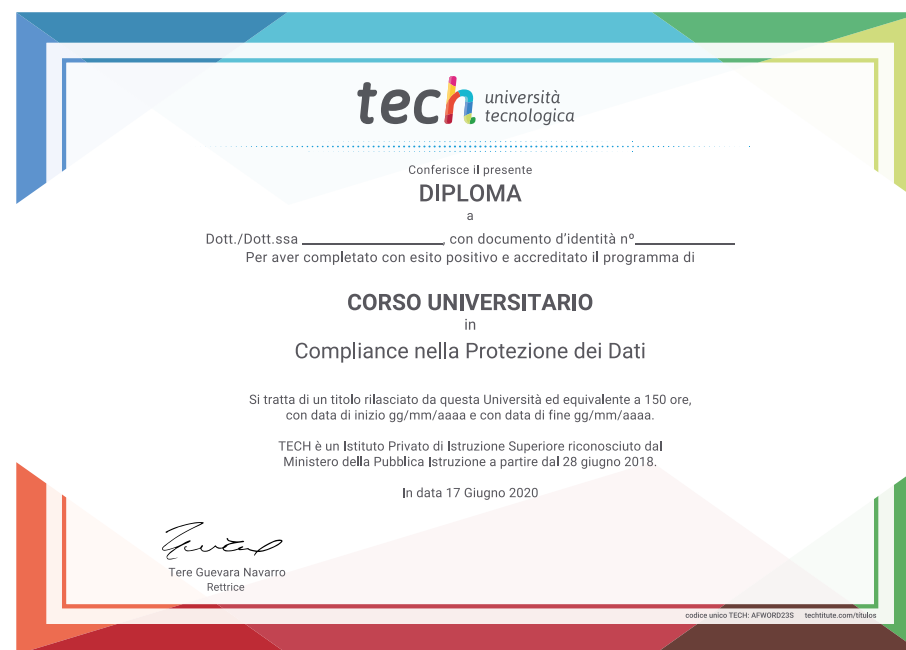 tech università
tecnologica
Conferisce il presente
DIPLOMA
a
Dott./Dott.ssa ____________________, con documento d'identità nº______________
Per aver completato con esito positivo e accreditato il programma di
CORSO UNIVERSITARIO
in
Compliance nella Protezione dei Dati
Si tratta di un titolo rilasciato da questa Università ed equivalente a 150 ore,
con data di inizio gg/mm/aaaa e con data di fine gg/mm/aaaa.
TECH è un Istituto Privato di Istruzione Superiore riconosciuto dal
Ministero della Pubblica Istruzione a partire dal 28 giugno 2018.
In data 17 Giugno 2020
Tere Guevara Navarro
Rettrice
codice unico TECH: AFWORD23S techtitute.com/titulos